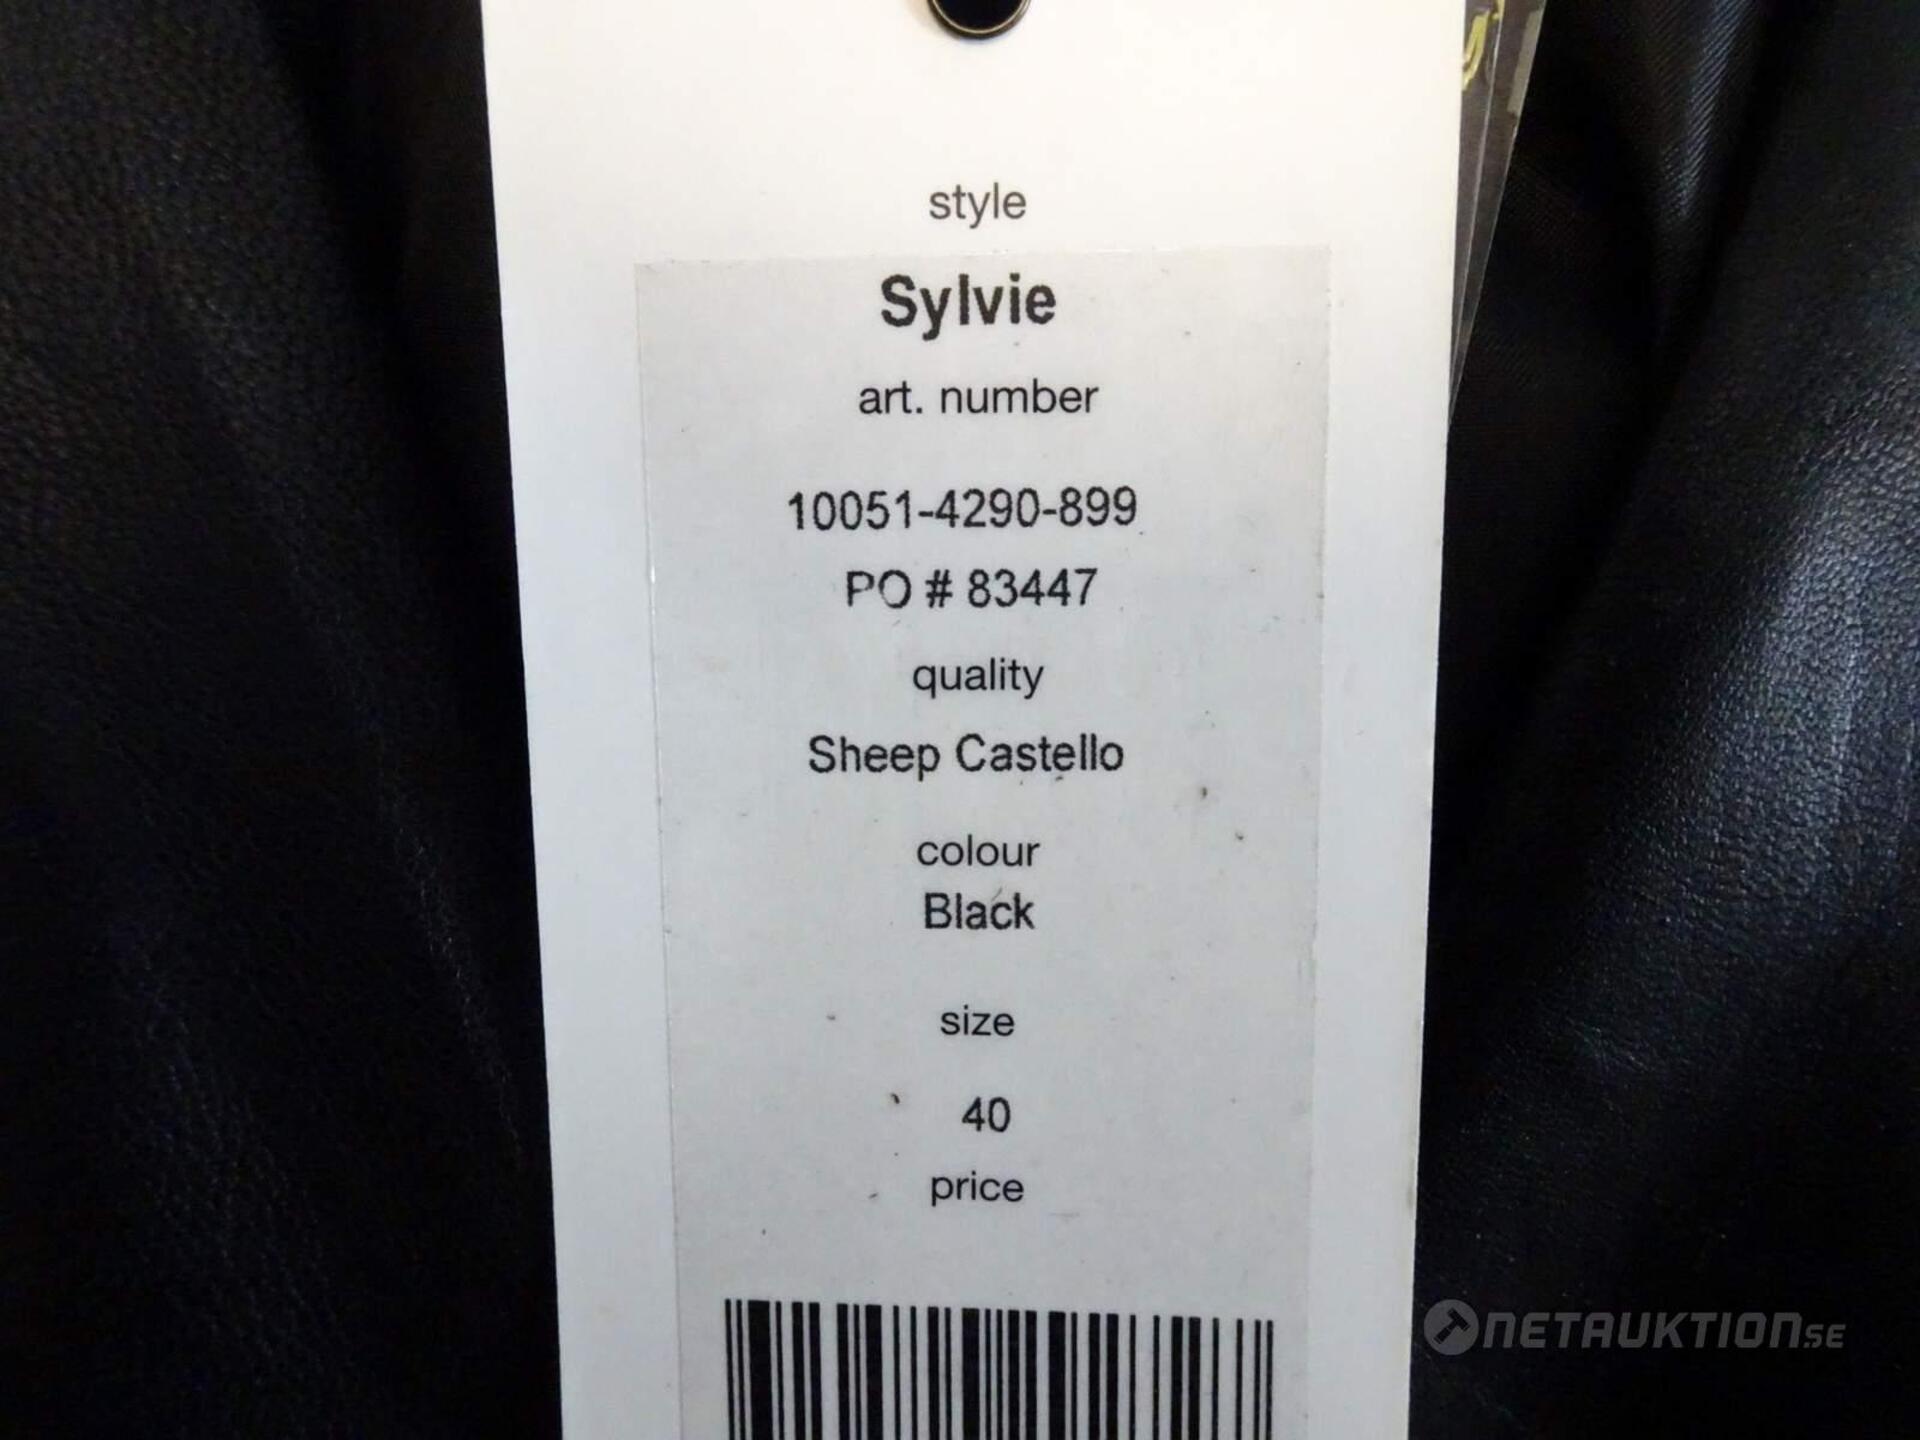 style
Sylvie
art. number
10051-4290-899
PO # 83447
quality
Sheep Castello
colour
Black
size
40
price
NETAUKTION.SE